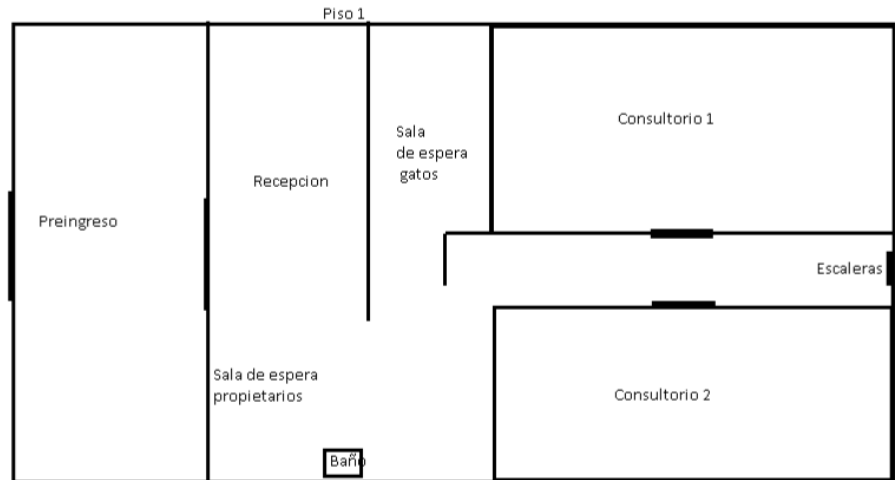 Piso 1
Consultorio 1
Sala
de espera
gatos
Recepcion
Preingreso
Escaleras
Sala de espera
propietarios
Consultorio 2
Baño